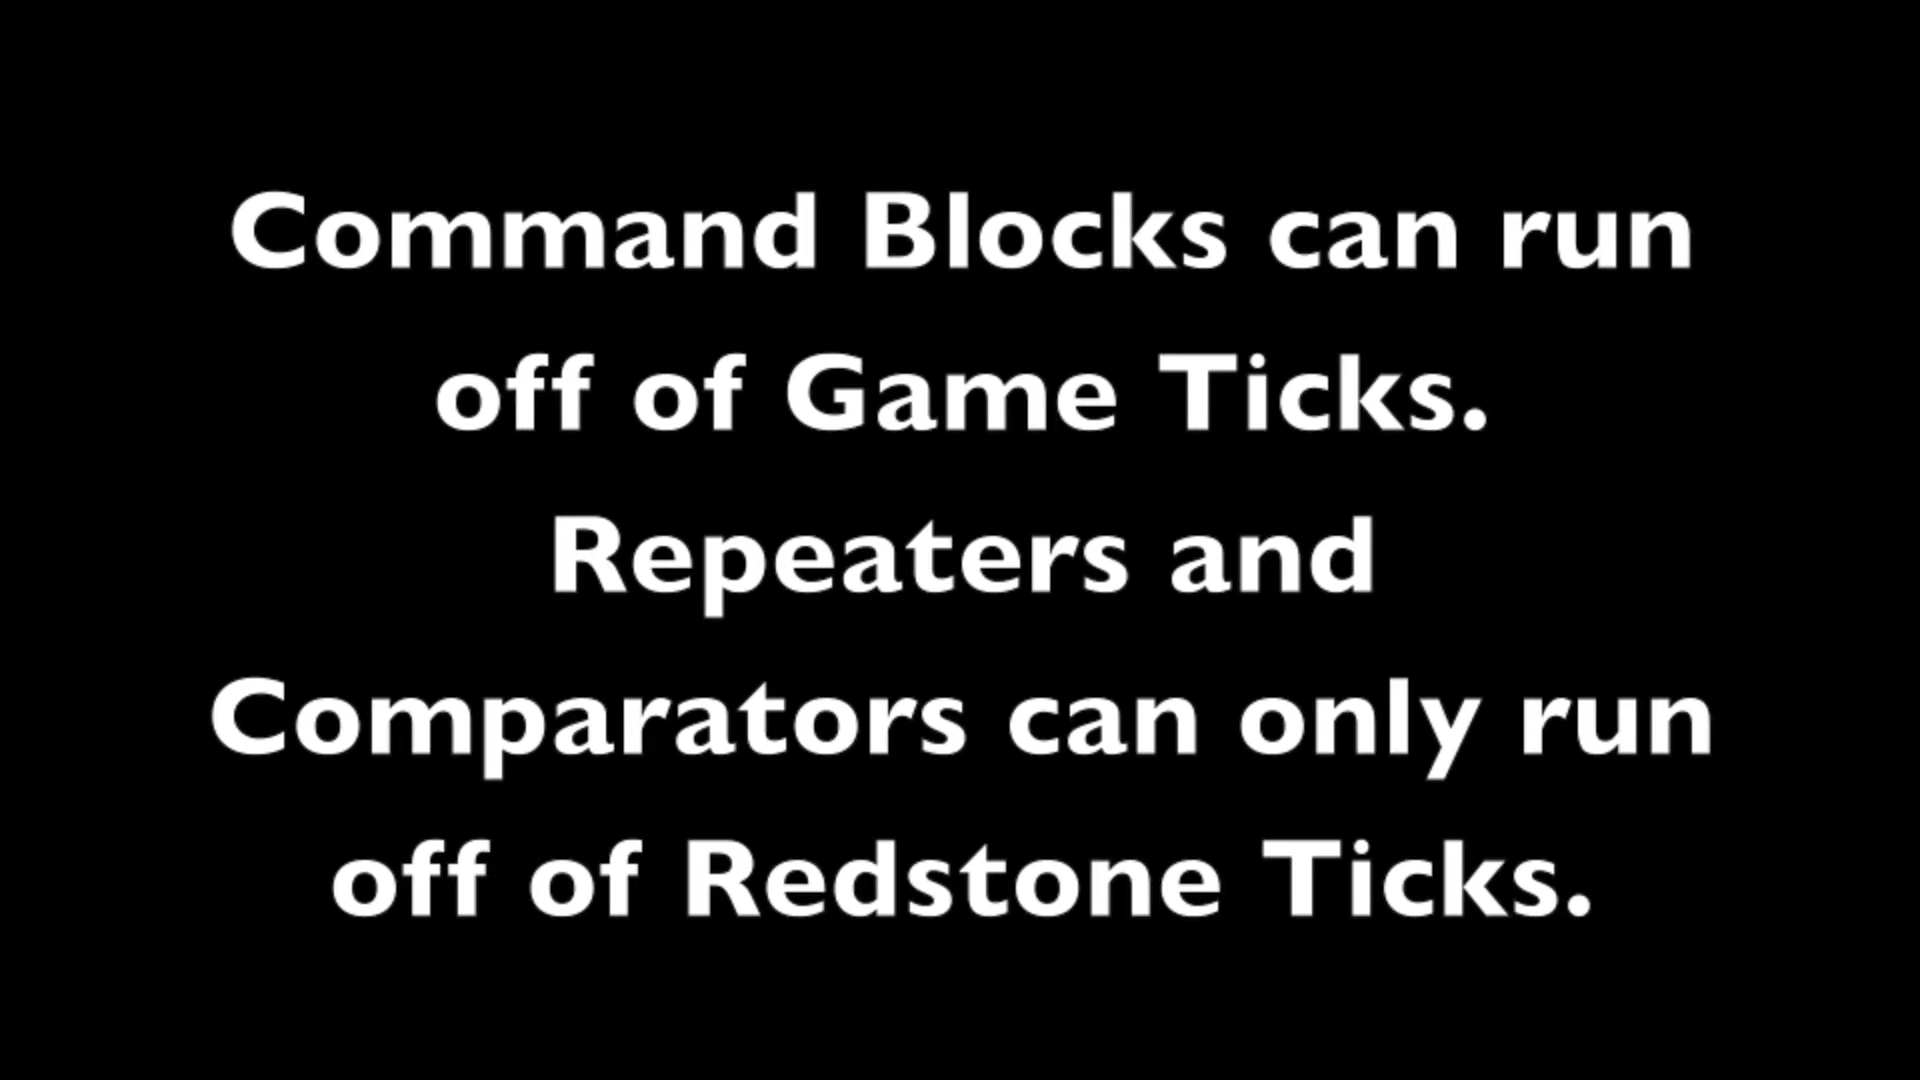 Command Blocks can run
off of Game Ticks.
Repeaters and
Comparators can only run
off of Redstone Ticks.